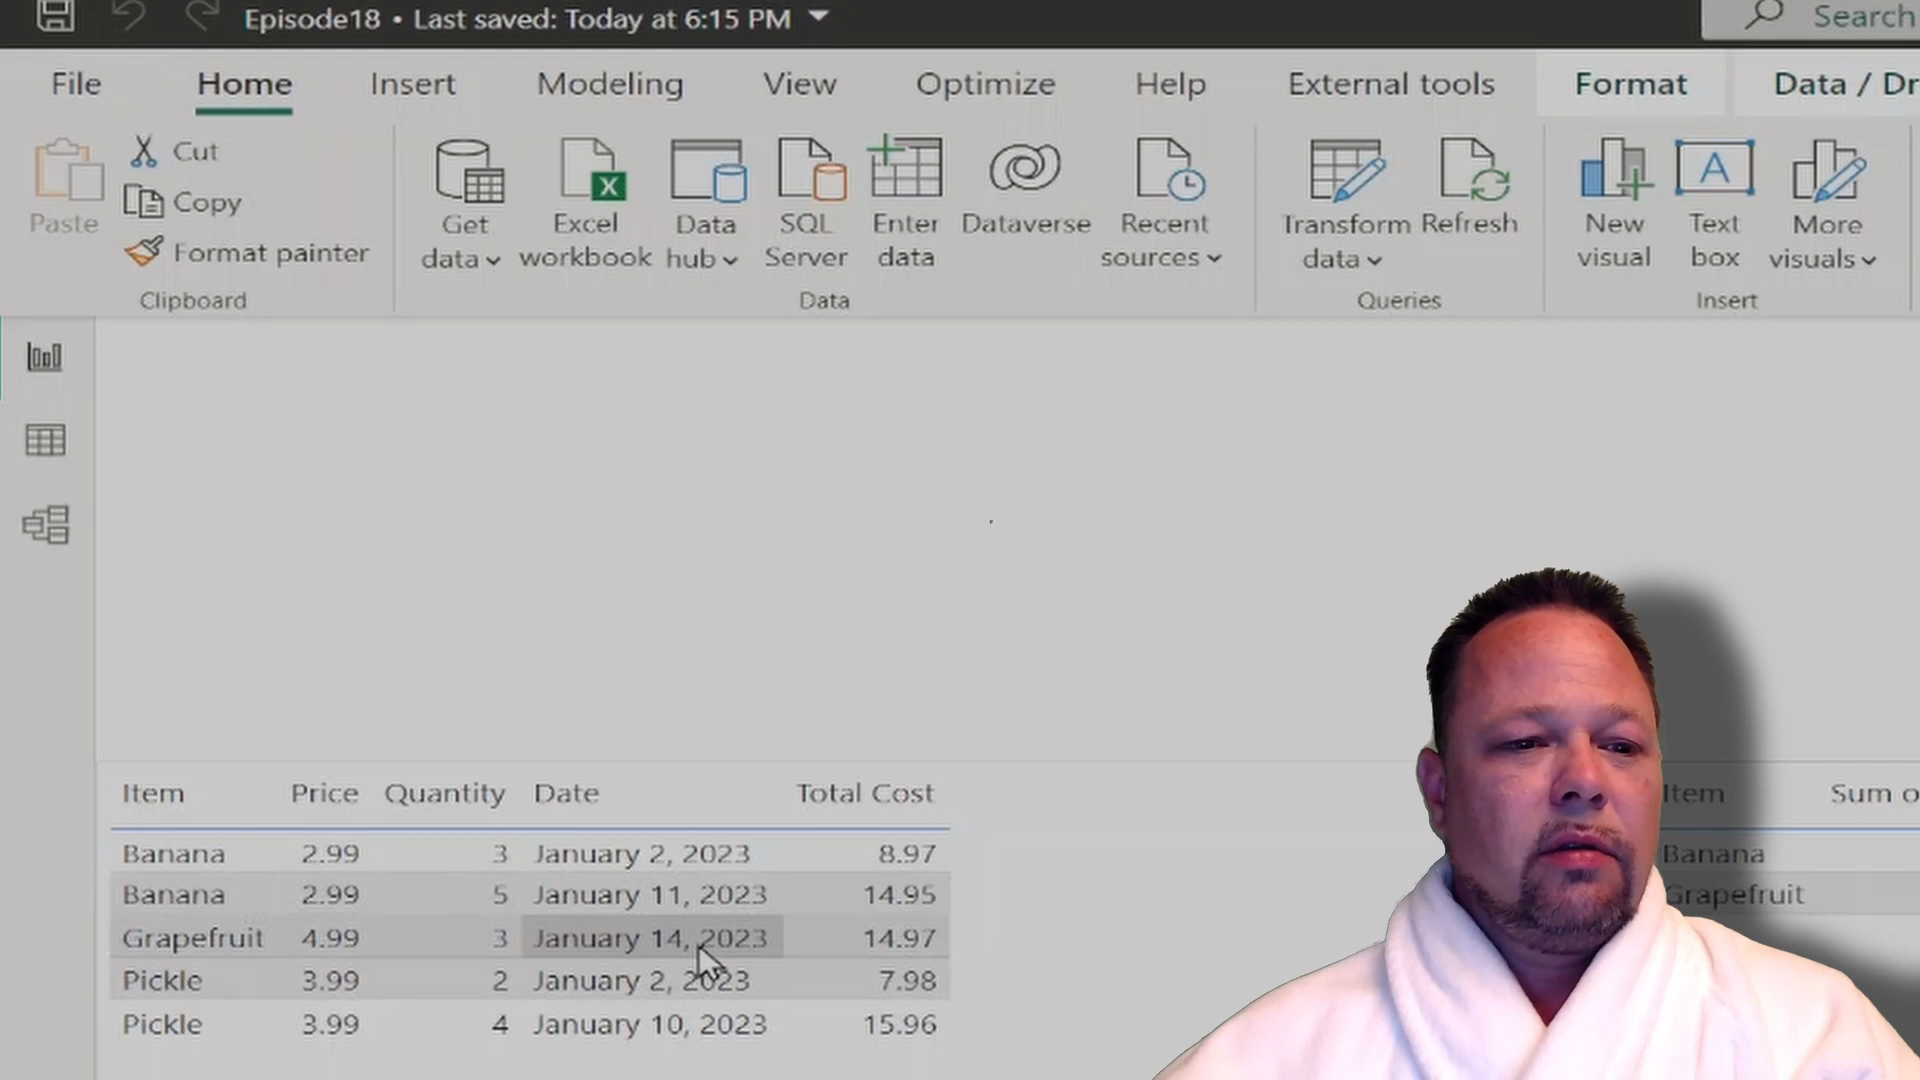 Episode18 • Last saved: Today at 6:15 PM
Search
File Home Insert Modeling View Optimize Help External tools Format Data / Dr
Paste
Cut
Copy
Format painter
Clipboard
Get data
Excel workbook
Data hub
SQL Server
Enter data
Dataverse
Recent sources
Data
Transform data
Refresh
Queries
New visual
Text box
More visuals
Insert
Item Price Quantity Date Total Cost
Banana 2.99 3 January 2, 2023 8.97
Banana 2.99 5 January 11, 2023 14.95
Grapefruit 4.99 3 January 14, 2023 14.97
Pickle 3.99 2 January 2, 2023 7.98
Pickle 3.99 4 January 10, 2023 15.96
Item Sum o
Banana
Grapefruit